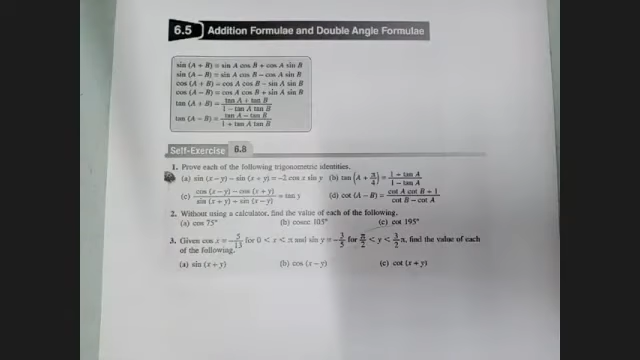 6.5 Addition Formulae and Double Angle Formulae
sin (A + B) = sin A cos B + cos A sin B
sin (A − B) = sin A cos B − cos A sin B
cos (A + B) = cos A cos B − sin A sin B
cos (A − B) = cos A cos B + sin A sin B
tan (A + B) = (tan A + tan B)/(1 − tan A tan B)
tan (A − B) = (tan A − tan B)/(1 + tan A tan B)
Self-Exercise 6.8
1. Prove each of the following trigonometric identities.
(a) sin (x − y) − sin (x + y) = −2 cos x sin y (b) tan (A + π/4) = (1 + tan A)/(1 − tan A)
(c) (cos (x − y) − cos (x + y))/(sin (x + y) + sin (x − y)) = tan y (d) cot (A − B) = (cot A cot B + 1)/(cot B − cot A)
2. Without using a calculator, find the value of each of the following.
(a) cos 75° (b) cosec 105° (c) cot 195°
3. Given cos x = −5/13 for 0 < x < π and sin y = −3/5 for π/2 < y < 3/2 π, find the value of each
of the following.
(a) sin (x + y) (b) cos (x − y) (c) cot (x + y)